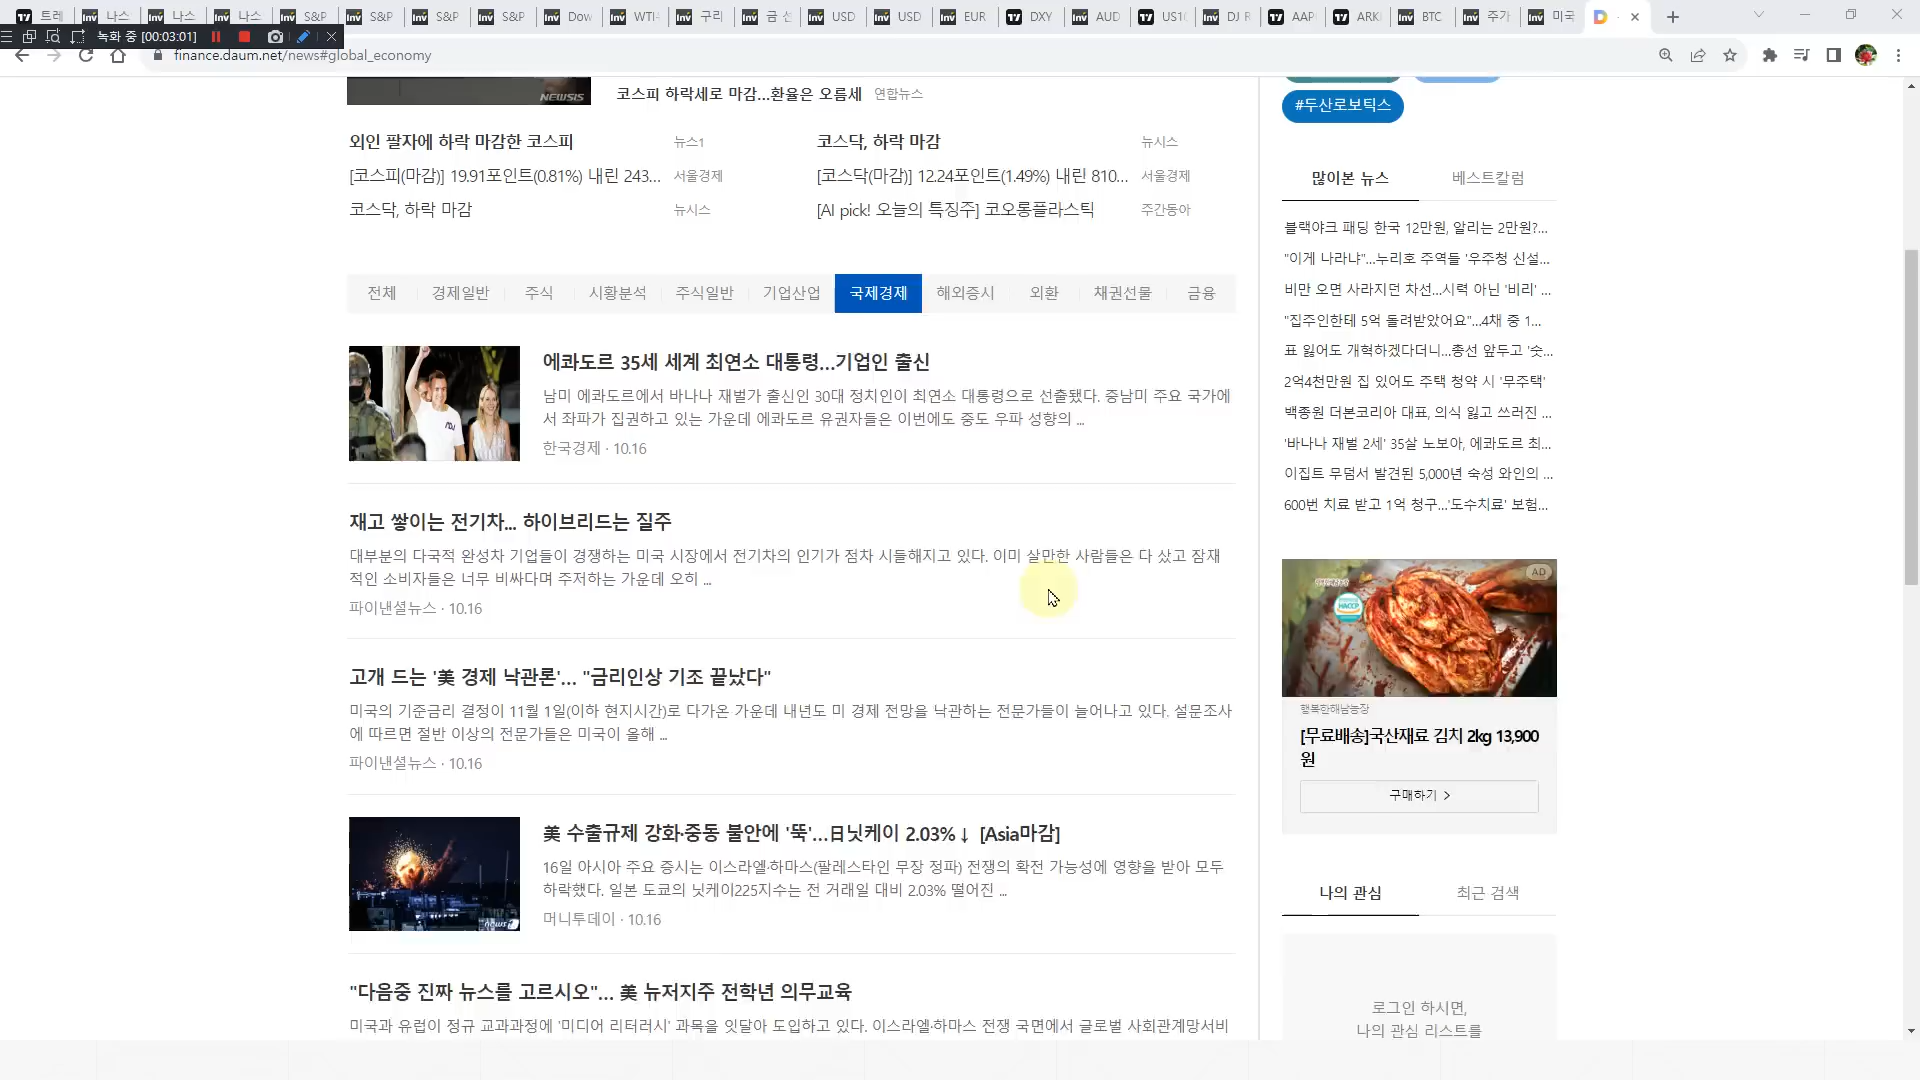 트레
나스
나스
나스
S&P
S&P
S&P
S&P
Dow
WTI
구리
금 선
USD
USD
EUR
DXY
AUD
US1
DJ R
AAP
ARK
BTC
주가
미국
녹화 중 [00:03:01]
finance.daum.net/news#global_economy
NEWSIS
코스피 하락세로 마감...환율은 오름세 연합뉴스
외인 팔자에 하락 마감한 코스피 뉴스1
코스닥, 하락 마감 뉴시스
[코스피(마감)] 19.91포인트(0.81%) 내린 243... 서울경제
[코스닥(마감)] 12.24포인트(1.49%) 내린 810... 서울경제
코스닥, 하락 마감 뉴시스
[AI pick! 오늘의 특징주] 코오롱플라스틱 주간동아
전체 경제일반 주식 시황분석 주식일반 기업산업 국제경제 해외증시 외환 채권선물 금융
에콰도르 35세 세계 최연소 대통령...기업인 출신
남미 에콰도르에서 바나나 재벌가 출신인 30대 정치인이 최연소 대통령으로 선출됐다. 중남미 주요 국가에
서 좌파가 집권하고 있는 가운데 에콰도르 유권자들은 이번에도 중도 우파 성향의 ...
한국경제 · 10.16
재고 쌓이는 전기차... 하이브리드는 질주
대부분의 다국적 완성차 기업들이 경쟁하는 미국 시장에서 전기차의 인기가 점차 시들해지고 있다. 이미 살만한 사람들은 다 샀고 잠재
적인 소비자들은 너무 비싸다며 주저하는 가운데 오히 ...
파이낸셜뉴스 · 10.16
고개 드는 '美 경제 낙관론'... "금리인상 기조 끝났다"
미국의 기준금리 결정이 11월 1일(이하 현지시간)로 다가온 가운데 내년도 미 경제 전망을 낙관하는 전문가들이 늘어나고 있다. 설문조사
에 따르면 절반 이상의 전문가들은 미국이 올해 ...
파이낸셜뉴스 · 10.16
美 수출규제 강화·중동 불안에 '뚝'...日닛케이 2.03%↓ [Asia마감]
16일 아시아 주요 증시는 이스라엘·하마스(팔레스타인 무장 정파) 전쟁의 확전 가능성에 영향을 받아 모두
하락했다. 일본 도쿄의 닛케이225지수는 전 거래일 대비 2.03% 떨어진 ...
머니투데이 · 10.16
news1
"다음중 진짜 뉴스를 고르시오"... 美 뉴저지주 전학년 의무교육
미국과 유럽이 정규 교과과정에 '미디어 리터러시' 과목을 잇달아 도입하고 있다. 이스라엘·하마스 전쟁 국면에서 글로벌 사회관계망서비
#두산로보틱스
많이본 뉴스 베스트칼럼
블랙야크 패딩 한국 12만원, 알리는 2만원?...
"이게 나라냐"...누리호 주역들 '우주청 신설...
비만 오면 사라지던 차선...시력 아닌 '비리' ...
"집주인한테 5억 돌려받았어요"...4채 중 1...
표 잃어도 개혁하겠다더니...총선 앞두고 '슷...
2억4천만원 집 있어도 주택 청약 시 '무주택'
백종원 더본코리아 대표, 의식 잃고 쓰러진 ...
'바나나 재벌 2세' 35살 노보아, 에콰도르 최...
이집트 무덤서 발견된 5,000년 숙성 와인의 ...
600번 치료 받고 1억 청구...'도수치료' 보험...
AD
HACCP
행복한해남농장
[무료배송]국산재료 김치 2kg 13,900
원
구매하기 >
나의 관심 최근 검색
로그인 하시면,
나의 관심 리스트를